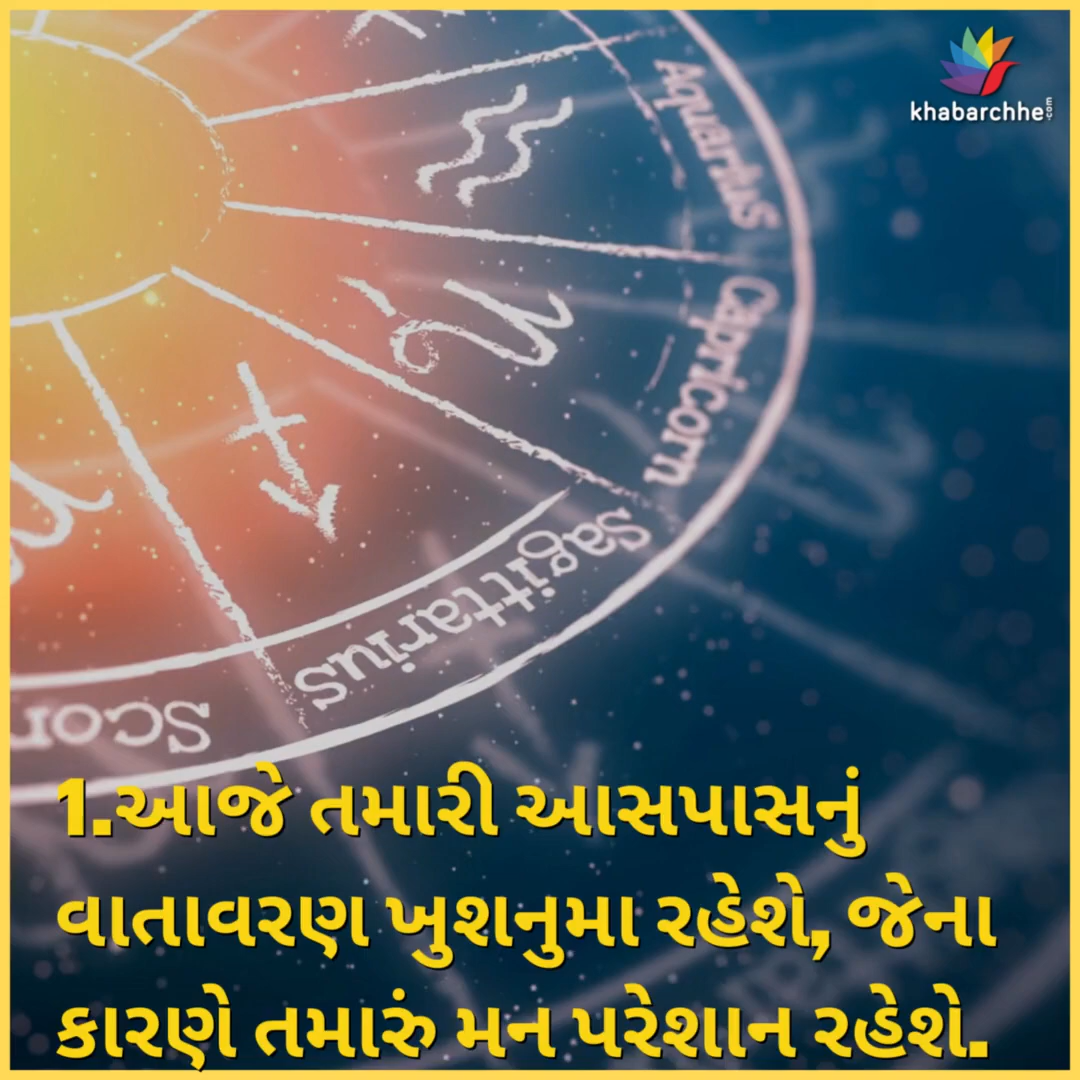 khabarchhe.com
Aquarius
Capricorn
Sagittarius
Scor
1.આજે તમારી આસપાસનું
વાતાવરણ ખુશનુમા રહેશે, જેના
કારણે તમારું મન પરેશાન રહેશે.